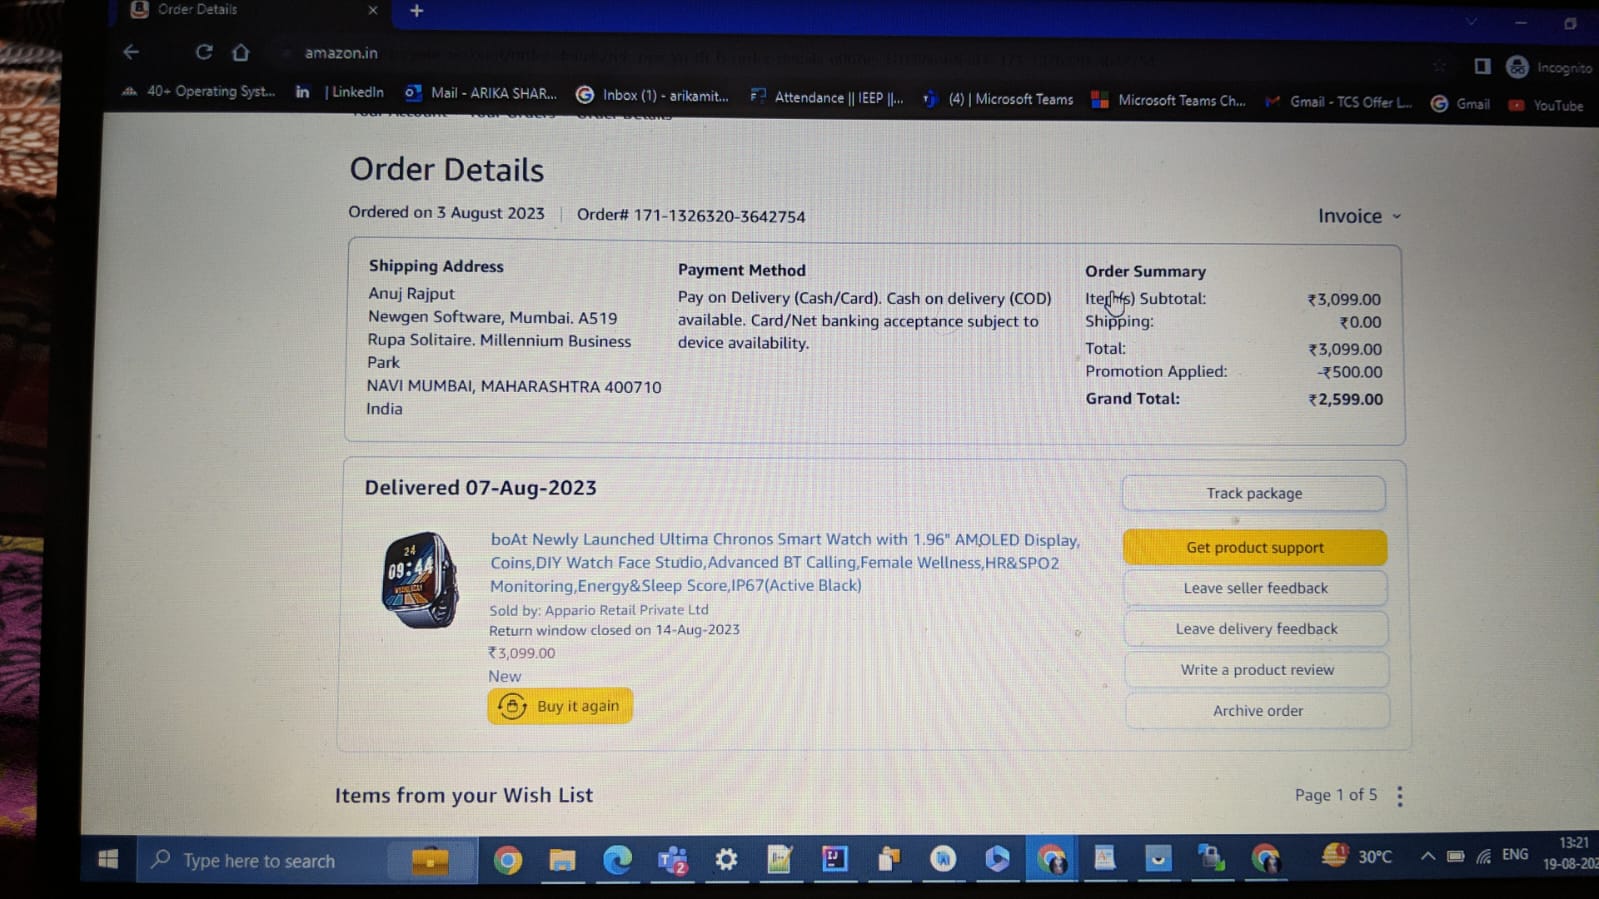 Order Details
amazon.in
Incognito
40+ Operating Syst...
in | LinkedIn
Mail - ARIKA SHAR...
Inbox (1) - arikamit...
Attendance || IEEP ||...
(4) | Microsoft Teams
Microsoft Teams Ch...
Gmail - TCS Offer L...
Gmail
YouTube
Order Details
Ordered on 3 August 2023 | Order# 171-1326320-3642754
Invoice
Shipping Address
Anuj Rajput
Newgen Software, Mumbai. A519
Rupa Solitaire. Millennium Business
Park
NAVI MUMBAI, MAHARASHTRA 400710
India
Payment Method
Pay on Delivery (Cash/Card). Cash on delivery (COD)
available. Card/Net banking acceptance subject to
device availability.
Order Summary
Item(s) Subtotal: ₹3,099.00
Shipping: ₹0.00
Total: ₹3,099.00
Promotion Applied: -₹500.00
Grand Total: ₹2,599.00
Delivered 07-Aug-2023
24
09:44
boAt Newly Launched Ultima Chronos Smart Watch with 1.96" AMOLED Display,
Coins,DIY Watch Face Studio,Advanced BT Calling,Female Wellness,HR&SPO2
Monitoring,Energy&Sleep Score,IP67(Active Black)
Sold by: Appario Retail Private Ltd
Return window closed on 14-Aug-2023
₹3,099.00
New
Buy it again
Track package
Get product support
Leave seller feedback
Leave delivery feedback
Write a product review
Archive order
Items from your Wish List
Page 1 of 5
Type here to search
2
30°C
ENG
13:21
19-08-202